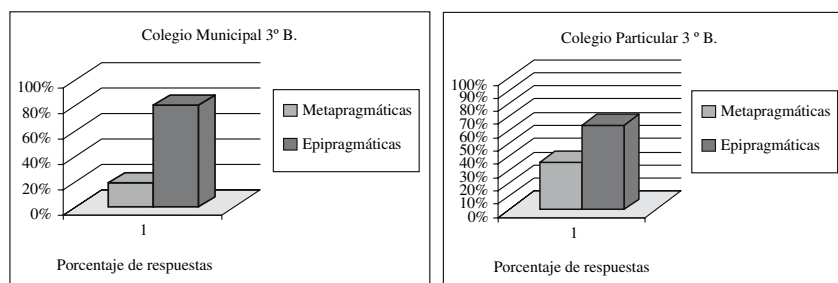 Colegio Municipal 3º B.
100%
80%
60%
40%
20%
0%
1
Metapragmáticas
Epipragmáticas
Porcentaje de respuestas
Colegio Particular 3 º B.
100%
90%
80%
70%
60%
50%
40%
30%
20%
10%
0%
1
Metapragmáticas
Epipragmáticas
Porcentaje de respuestas